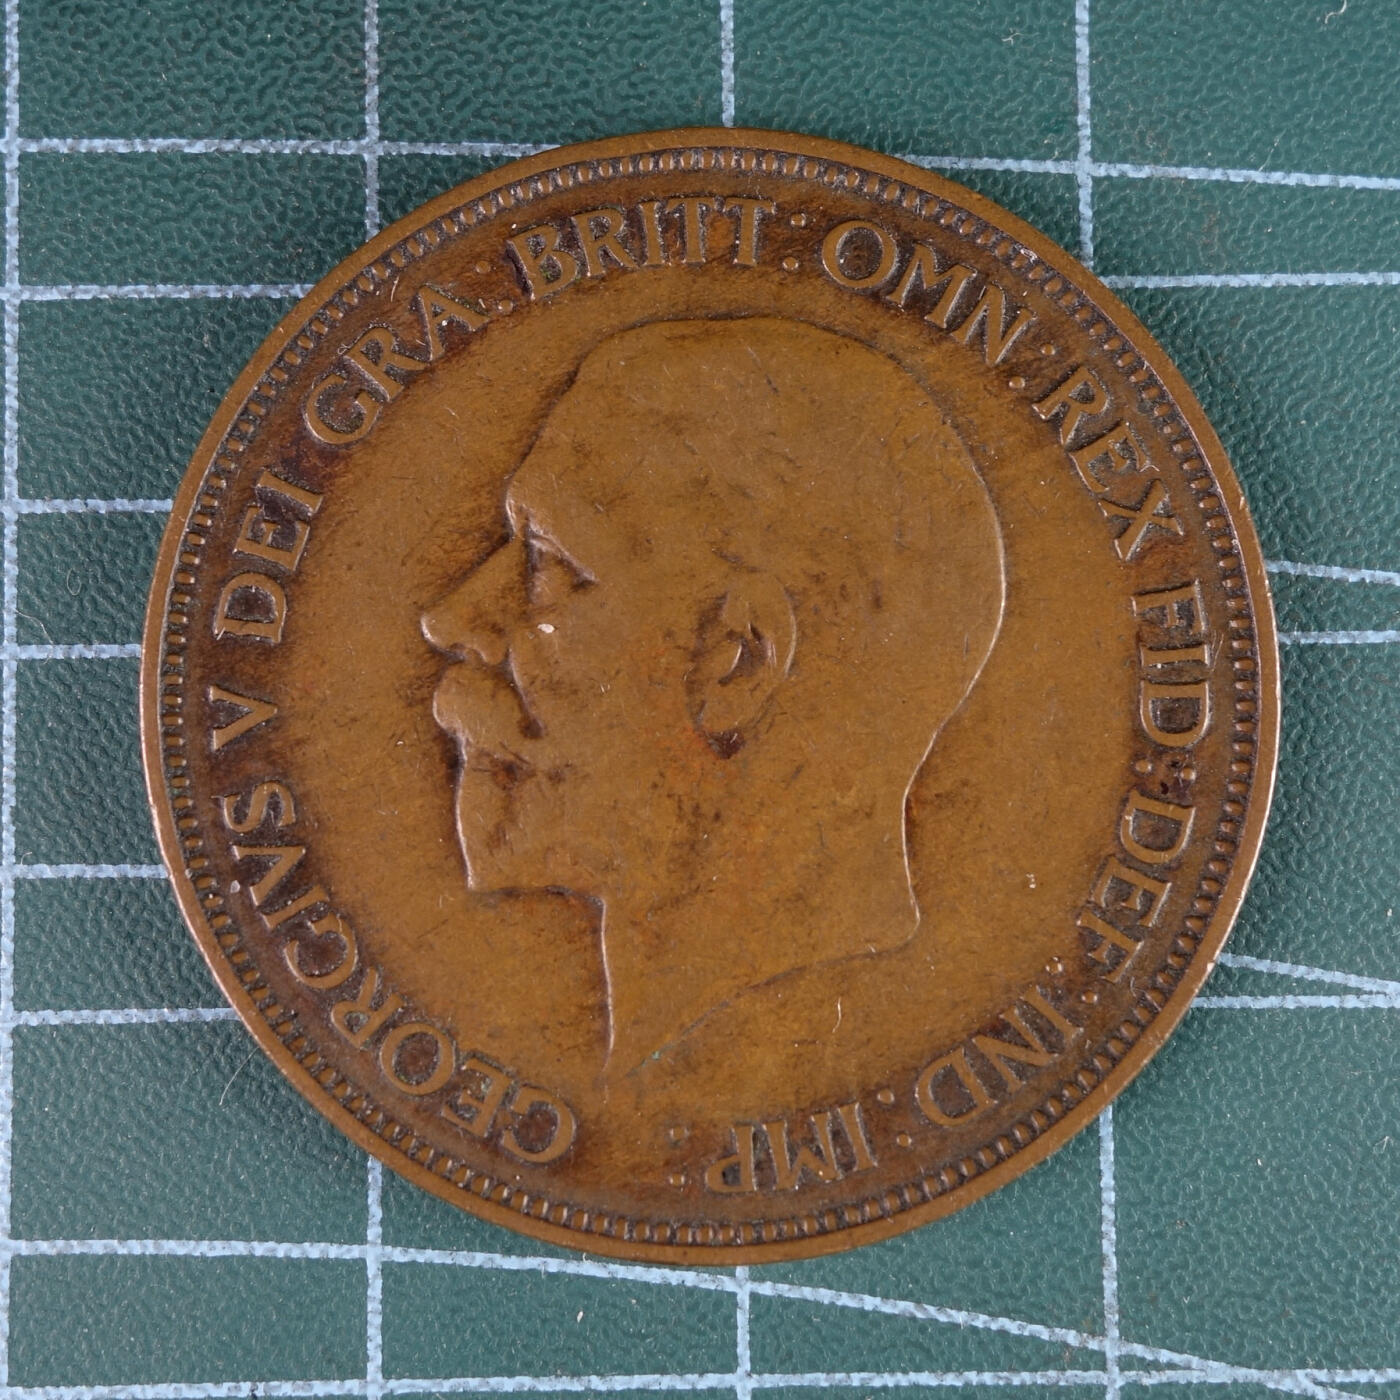 GEORGIVS V DEI GRA: BRITT: OMN: REX FID: DEF: IND: IMP: